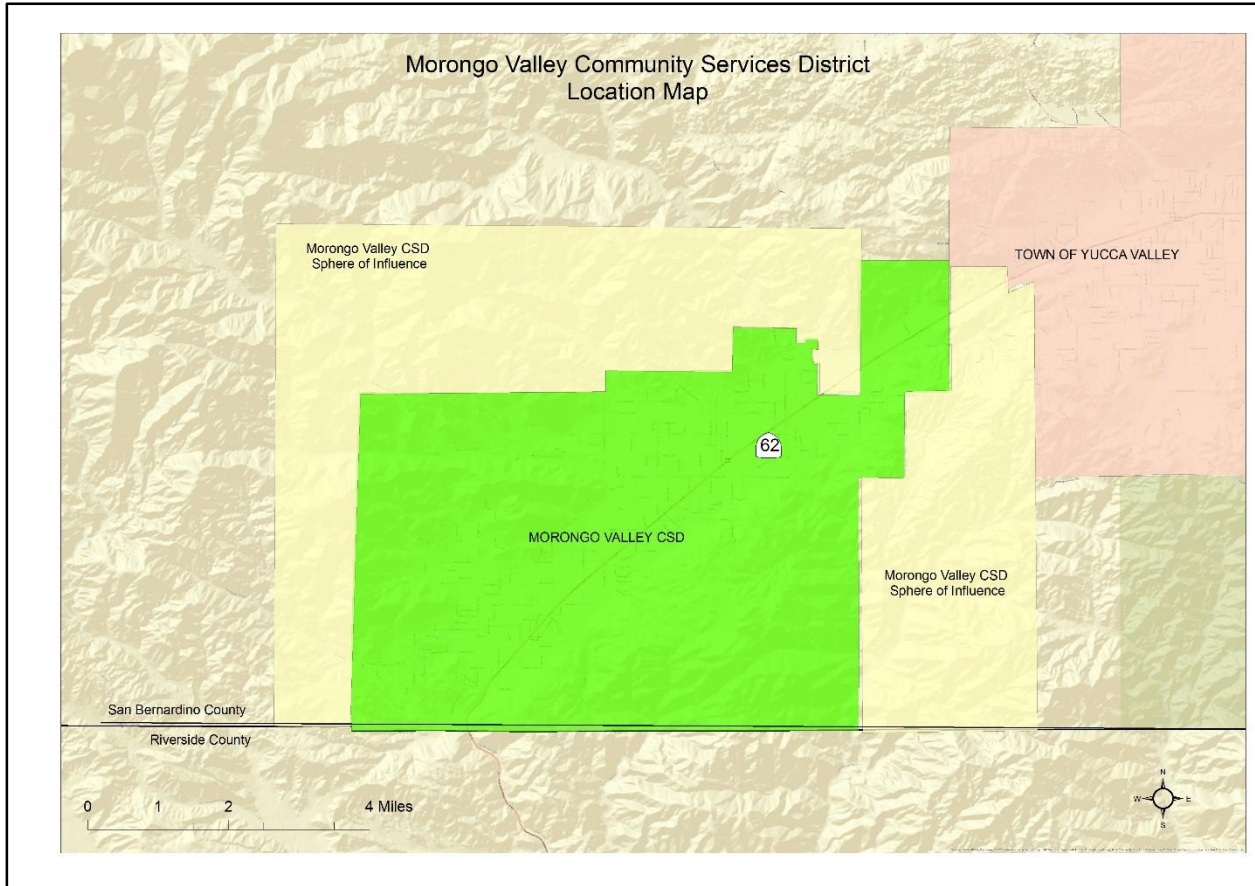 Morongo Valley Community Services District
Location Map
Morongo Valley CSD
Sphere of Influence
TOWN OF YUCCA VALLEY
62
MORONGO VALLEY CSD
Morongo Valley CSD
Sphere of Influence
San Bernardino County
Riverside County
0 1 2 4 Miles
N
W E
S